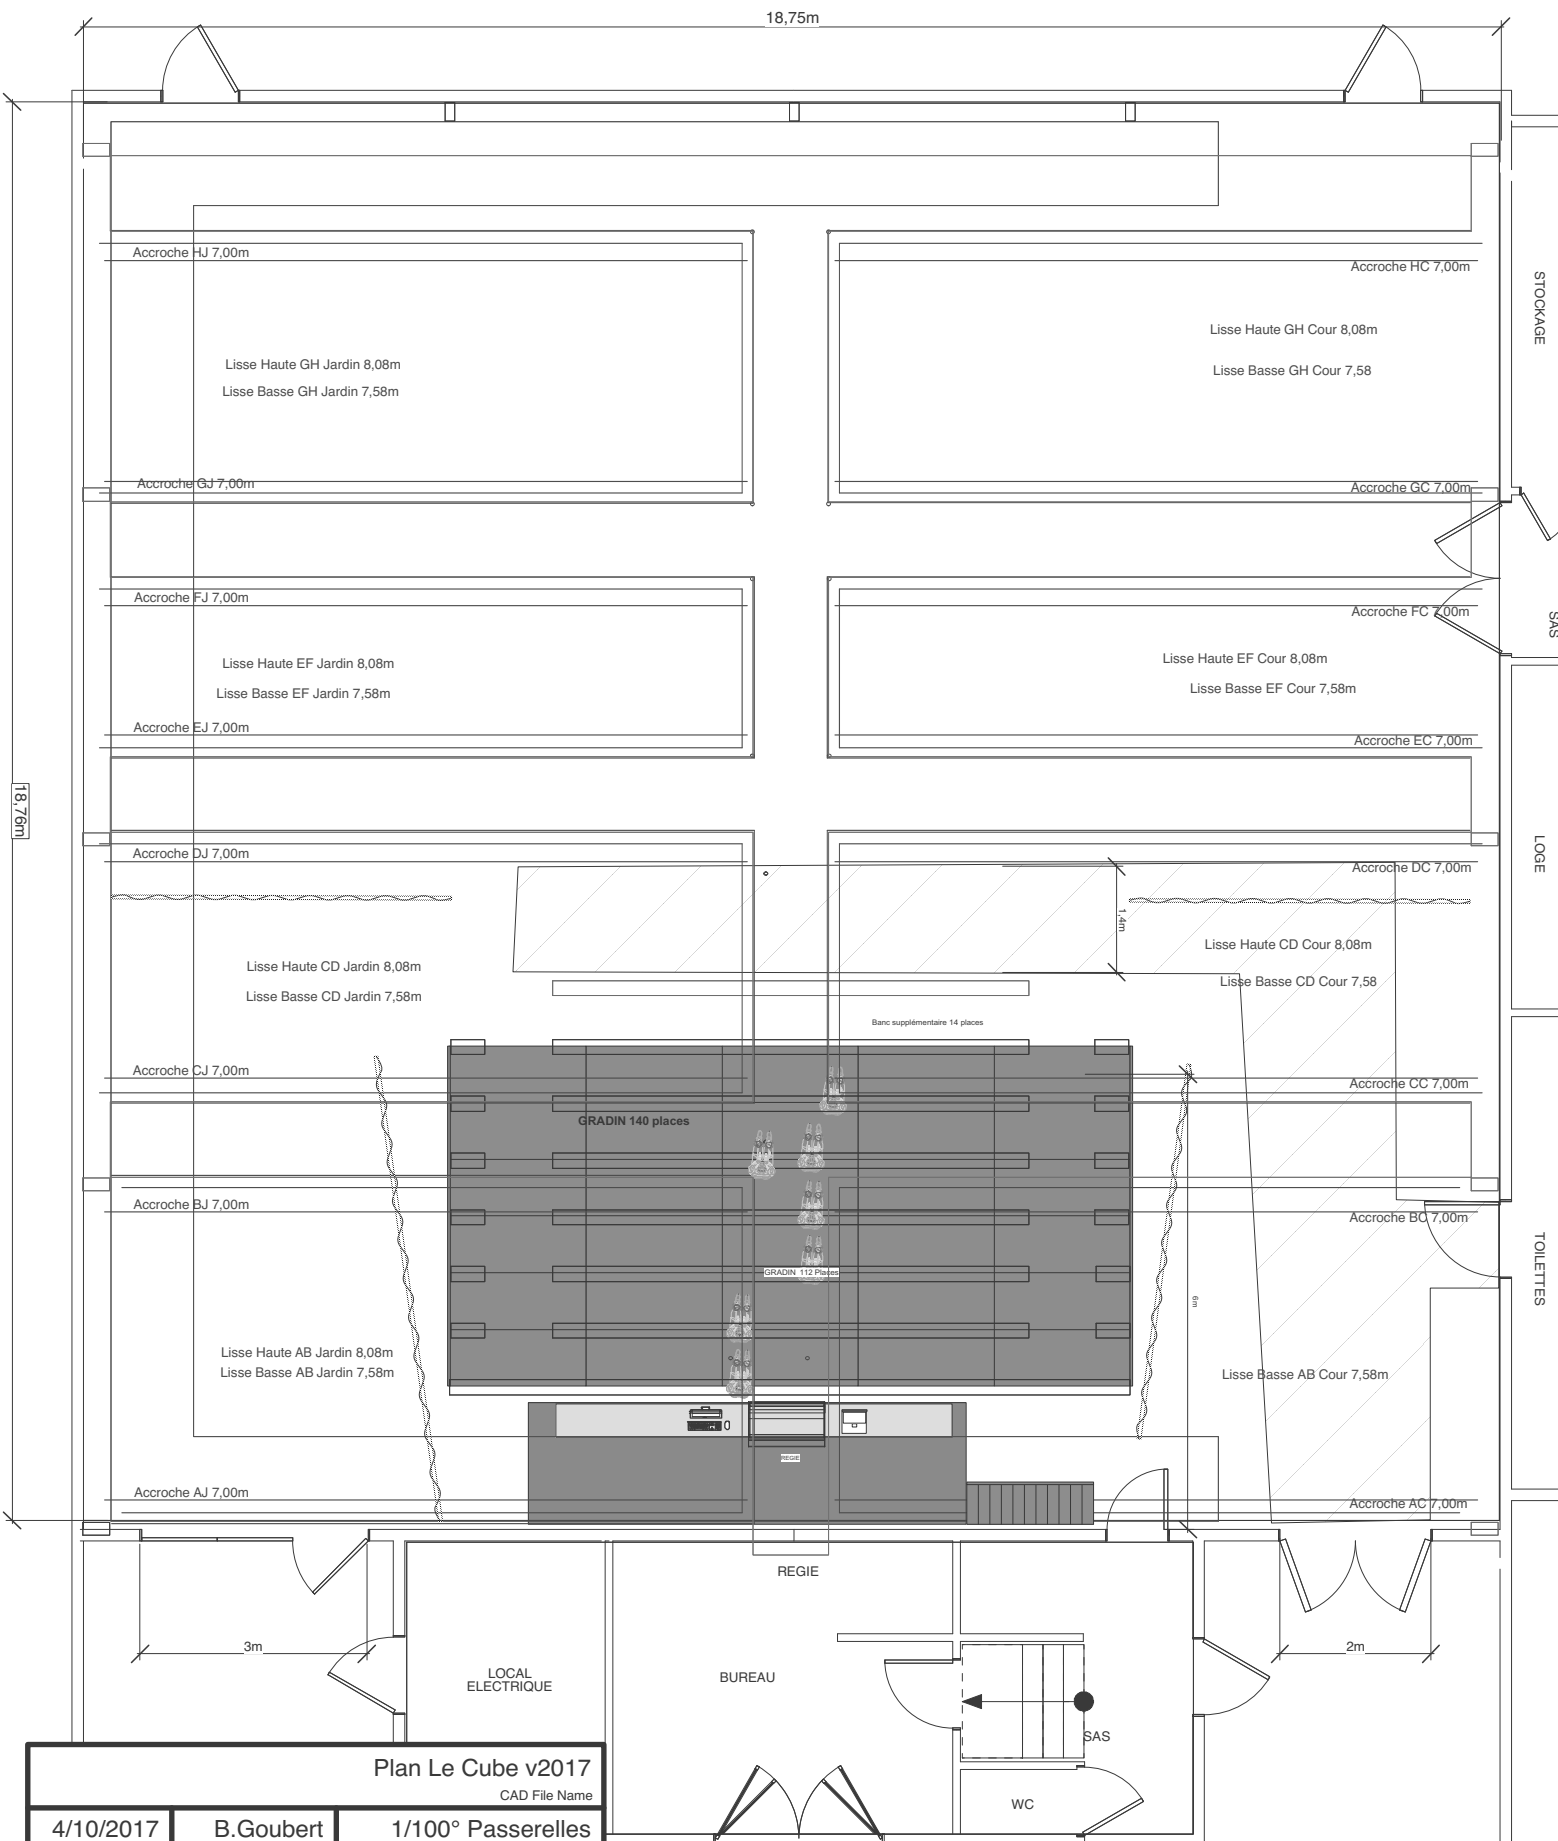 18,75m
Accroche HJ 7,00m
Accroche HC 7,00m
STOCKAGE
Lisse Haute GH Cour 8,08m
Lisse Haute GH Jardin 8,08m
Lisse Basse GH Cour 7,58
Lisse Basse GH Jardin 7,58m
Accroche GJ 7,00m
Accroche GC 7,00m
Accroche FJ 7,00m
Accroche FC 7,00m
SAS
Lisse Haute EF Jardin 8,08m
Lisse Haute EF Cour 8,08m
Lisse Basse EF Jardin 7,58m
Lisse Basse EF Cour 7,58m
Accroche EJ 7,00m
Accroche EC 7,00m
18,76m
Accroche DJ 7,00m
Accroche DC 7,00m
LOGE
1,4m
Lisse Haute CD Cour 8,08m
Lisse Haute CD Jardin 8,08m
Lisse Basse CD Cour 7,58
Lisse Basse CD Jardin 7,58m
Banc supplémentaire 14 places
Accroche CJ 7,00m
Accroche CC 7,00m
GRADIN 140 places
Accroche BJ 7,00m
Accroche BC 7,00m
TOILETTES
GRADIN 112 Places
6m
Lisse Haute AB Jardin 8,08m
Lisse Basse AB Jardin 7,58m
Lisse Basse AB Cour 7,58m
REGIE
Accroche AJ 7,00m
Accroche AC 7,00m
REGIE
3m
2m
LOCAL
ELECTRIQUE
BUREAU
SAS
WC
Plan Le Cube v2017
CAD File Name
4/10/2017
B.Goubert
1/100° Passerelles